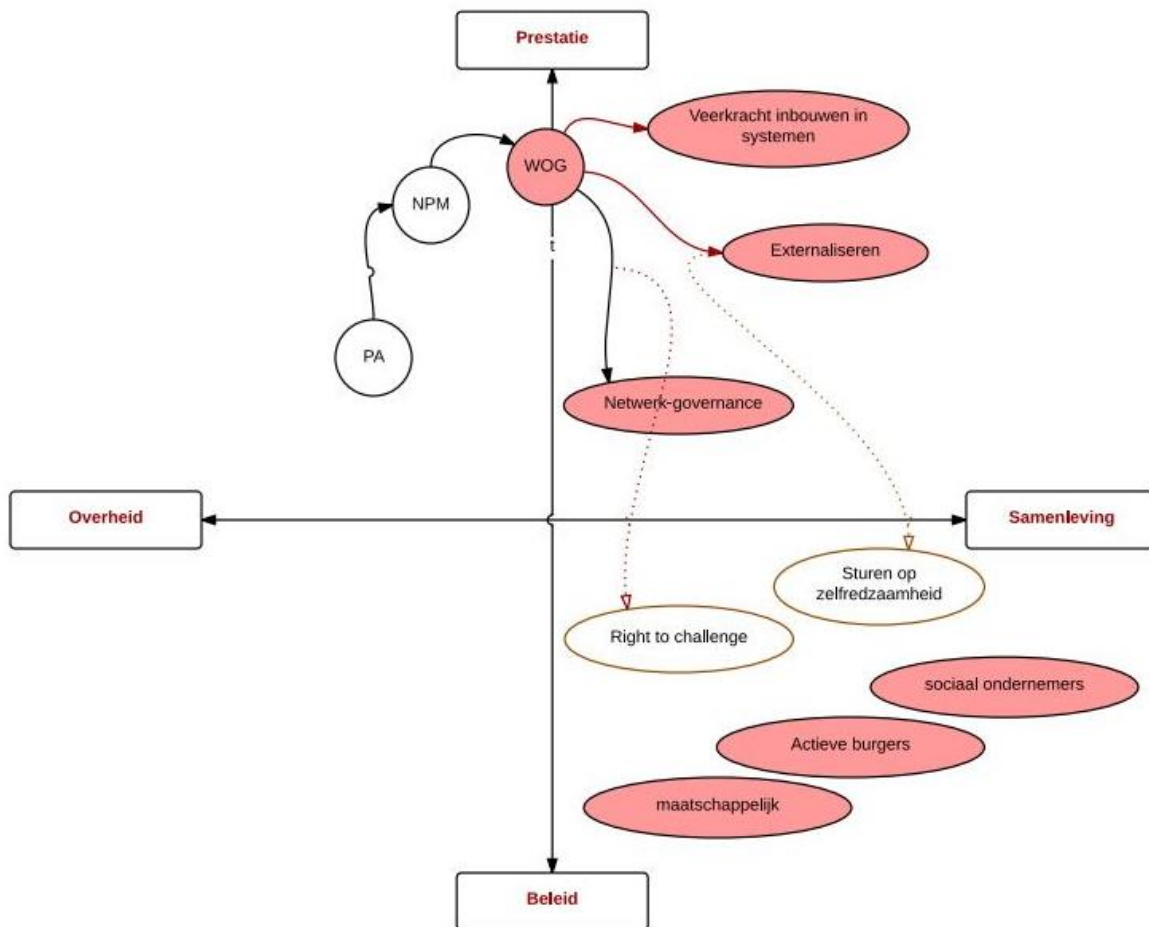 Prestatie
Veerkracht inbouwen in
systemen
WOG
NPM
t
Externaliseren
PA
Netwerk-governance
Overheid
Samenleving
Sturen op
zelfredzaamheid
Right to challenge
sociaal ondernemers
Actieve burgers
maatschappelijk
Beleid